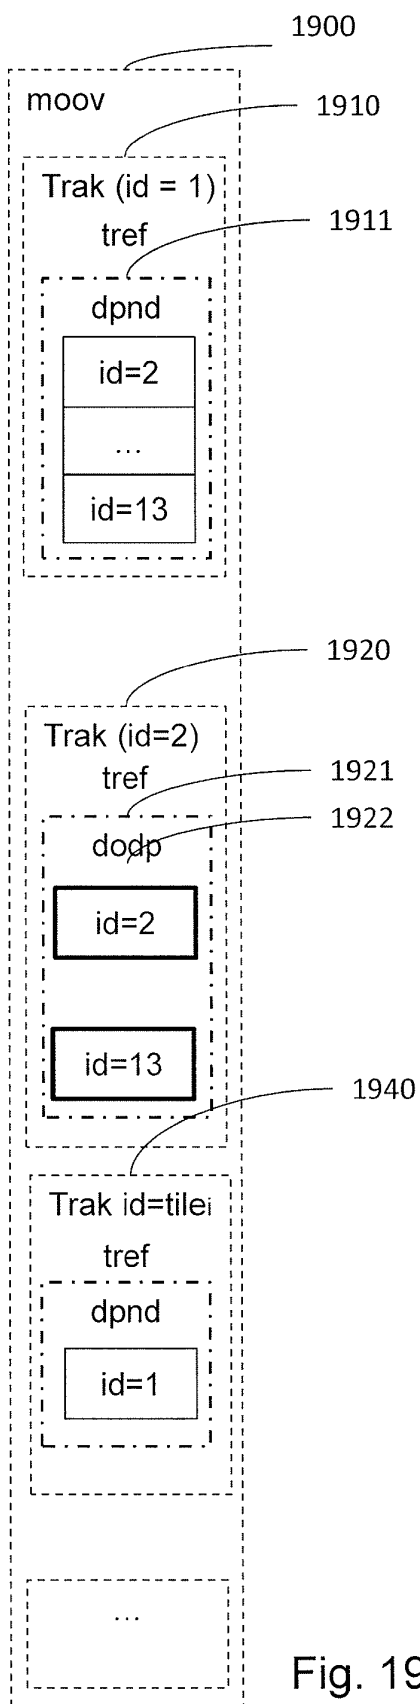 1900
moov
1910
Trak (id = 1)
tref
1911
dpnd
id=2
...
id=13
1920
Trak (id=2)
tref
1921
dodp
1922
id=2
id=13
1940
Trak id=tilei
tref
dpnd
id=1
...
Fig. 19